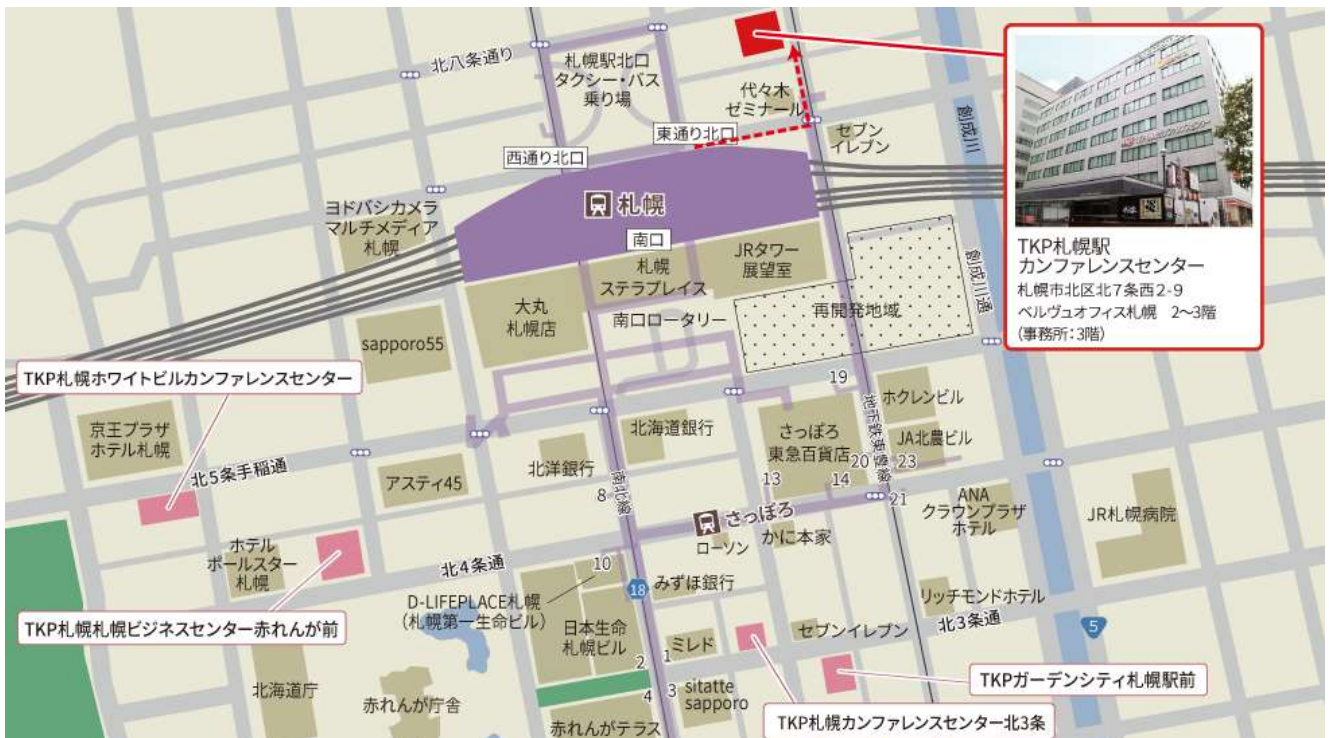 北八条通り
札幌駅北口
タクシー・バス
乗り場
代々木
ゼミナール
東通り北口
西通り北口
セブン
イレブン
創成川
TKP札幌駅
カンファレンスセンター
札幌市北区北7条西2-9
ベルヴュオフィス札幌 2〜3階
(事務所:3階)
ヨドバシカメラ
マルチメディア
札幌
札幌
南口
札幌
ステラプレイス
JRタワー
展望室
創成川通
大丸
札幌店
南口ロータリー
再開発地域
sapporo55
TKP札幌ホワイトビルカンファレンスセンター
19
地下鉄東豊線
ホクレンビル
京王プラザ
ホテル札幌
北海道銀行
さっぽろ
東急百貨店
JA北農ビル
北5条手稲通
アスティ45
北洋銀行
南北線
8
13
14
20
23
21
さっぽろ
ローソン
かに本家
ANA
クラウンプラザ
ホテル
JR札幌病院
ホテル
ポールスター
札幌
北4条通
10
18
みずほ銀行
D-LIFEPLACE札幌
(札幌第一生命ビル)
リッチモンドホテル
北3条通
5
TKP札幌札幌ビジネスセンター赤れんが前
日本生命
札幌ビル
ミレド
セブンイレブン
2
1
4
3
北海道庁
赤れんが庁舎
赤れんがテラス
sitatte
sapporo
TKPガーデンシティ札幌駅前
TKP札幌カンファレンスセンター北3条